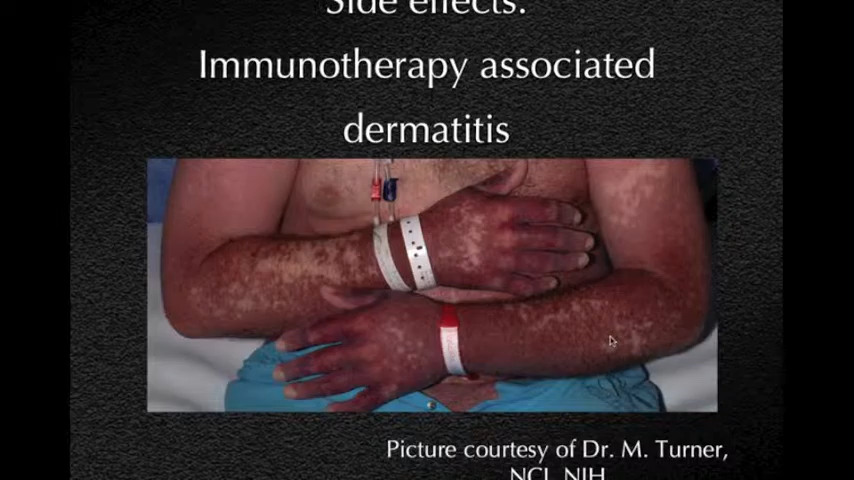 Side effects:
Immunotherapy associated
dermatitis
Picture courtesy of Dr. M. Turner,
NCI, NIH